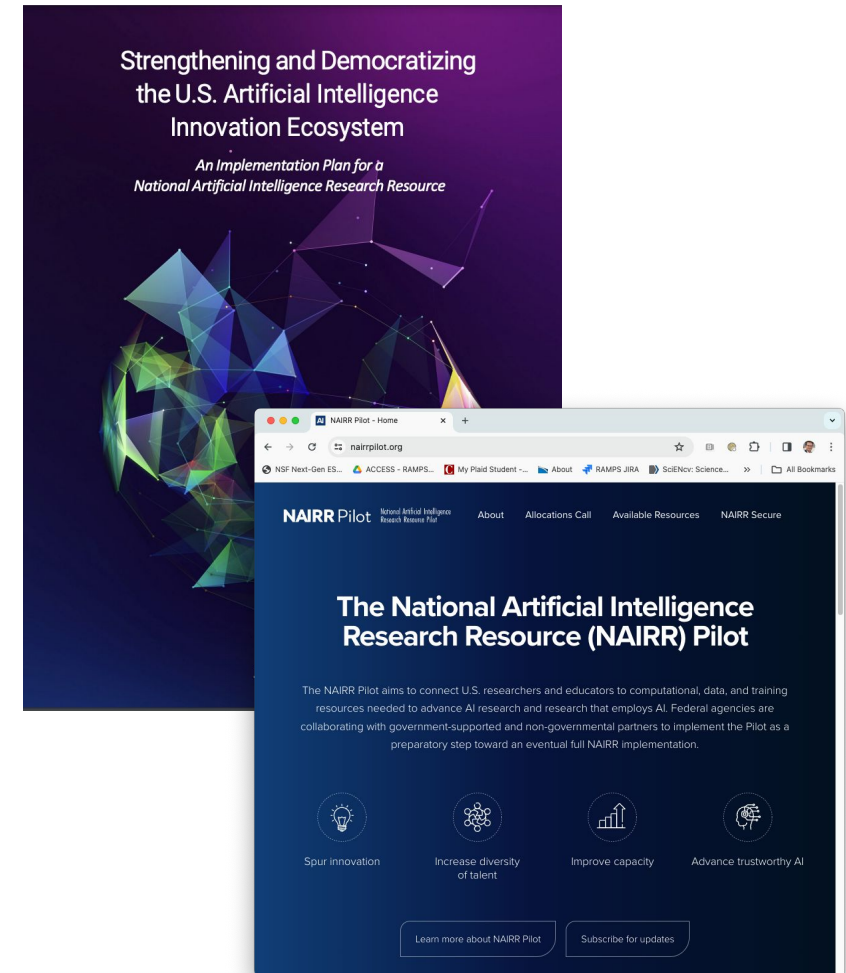 Strengthening and Democratizing
the U.S. Artificial Intelligence
Innovation Ecosystem
An Implementation Plan for a
National Artificial Intelligence Research Resource
AI NAIRR Pilot - Home
nairrpilot.org
NSF Next-Gen ES... ACCESS - RAMPS... My Plaid Student -... About RAMPS JIRA SciENcv: Science... All Bookmarks
NAIRR Pilot National Artificial Intelligence
Research Resource Pilot
About Allocations Call Available Resources NAIRR Secure
The National Artificial Intelligence
Research Resource (NAIRR) Pilot
The NAIRR Pilot aims to connect U.S. researchers and educators to computational, data, and training
resources needed to advance AI research and research that employs AI. Federal agencies are
collaborating with government-supported and non-governmental partners to implement the Pilot as a
preparatory step toward an eventual full NAIRR implementation.
Spur innovation
Increase diversity
of talent
Improve capacity
Advance trustworthy AI
Learn more about NAIRR Pilot
Subscribe for updates